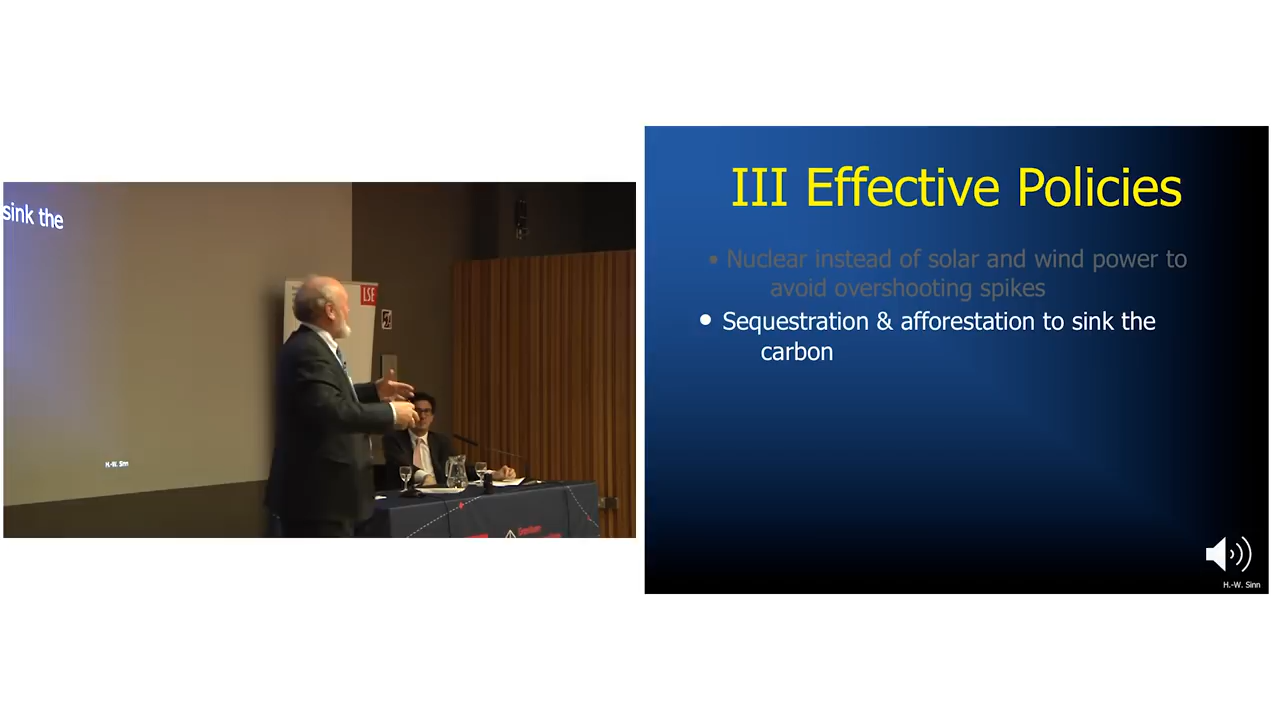 sink the
LSE
H.-W. Sinn
III Effective Policies
• Nuclear instead of solar and wind power to
avoid overshooting spikes
• Sequestration & afforestation to sink the
carbon
H.-W. Sinn